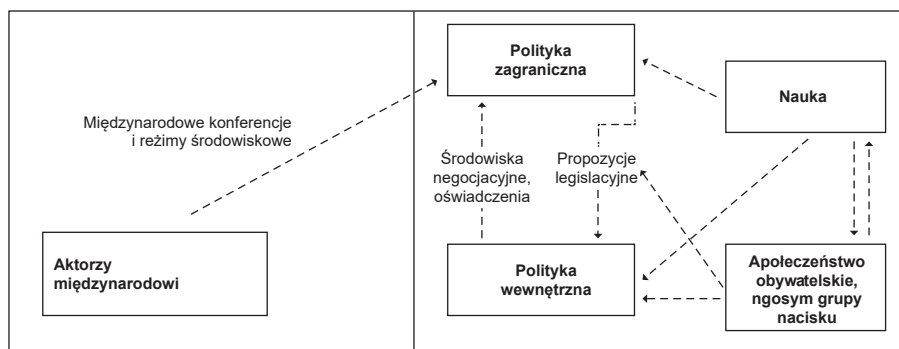 Polityka
zagraniczna
Nauka
Międzynarodowe konferencje
i reżimy środowiskowe
Środowiska
negocjacyjne,
oświadczenia
Propozycje
legislacyjne
Aktorzy
międzynarodowi
Polityka
wewnętrzna
Apołeczeństwo
obywatelskie,
ngosym grupy
nacisku